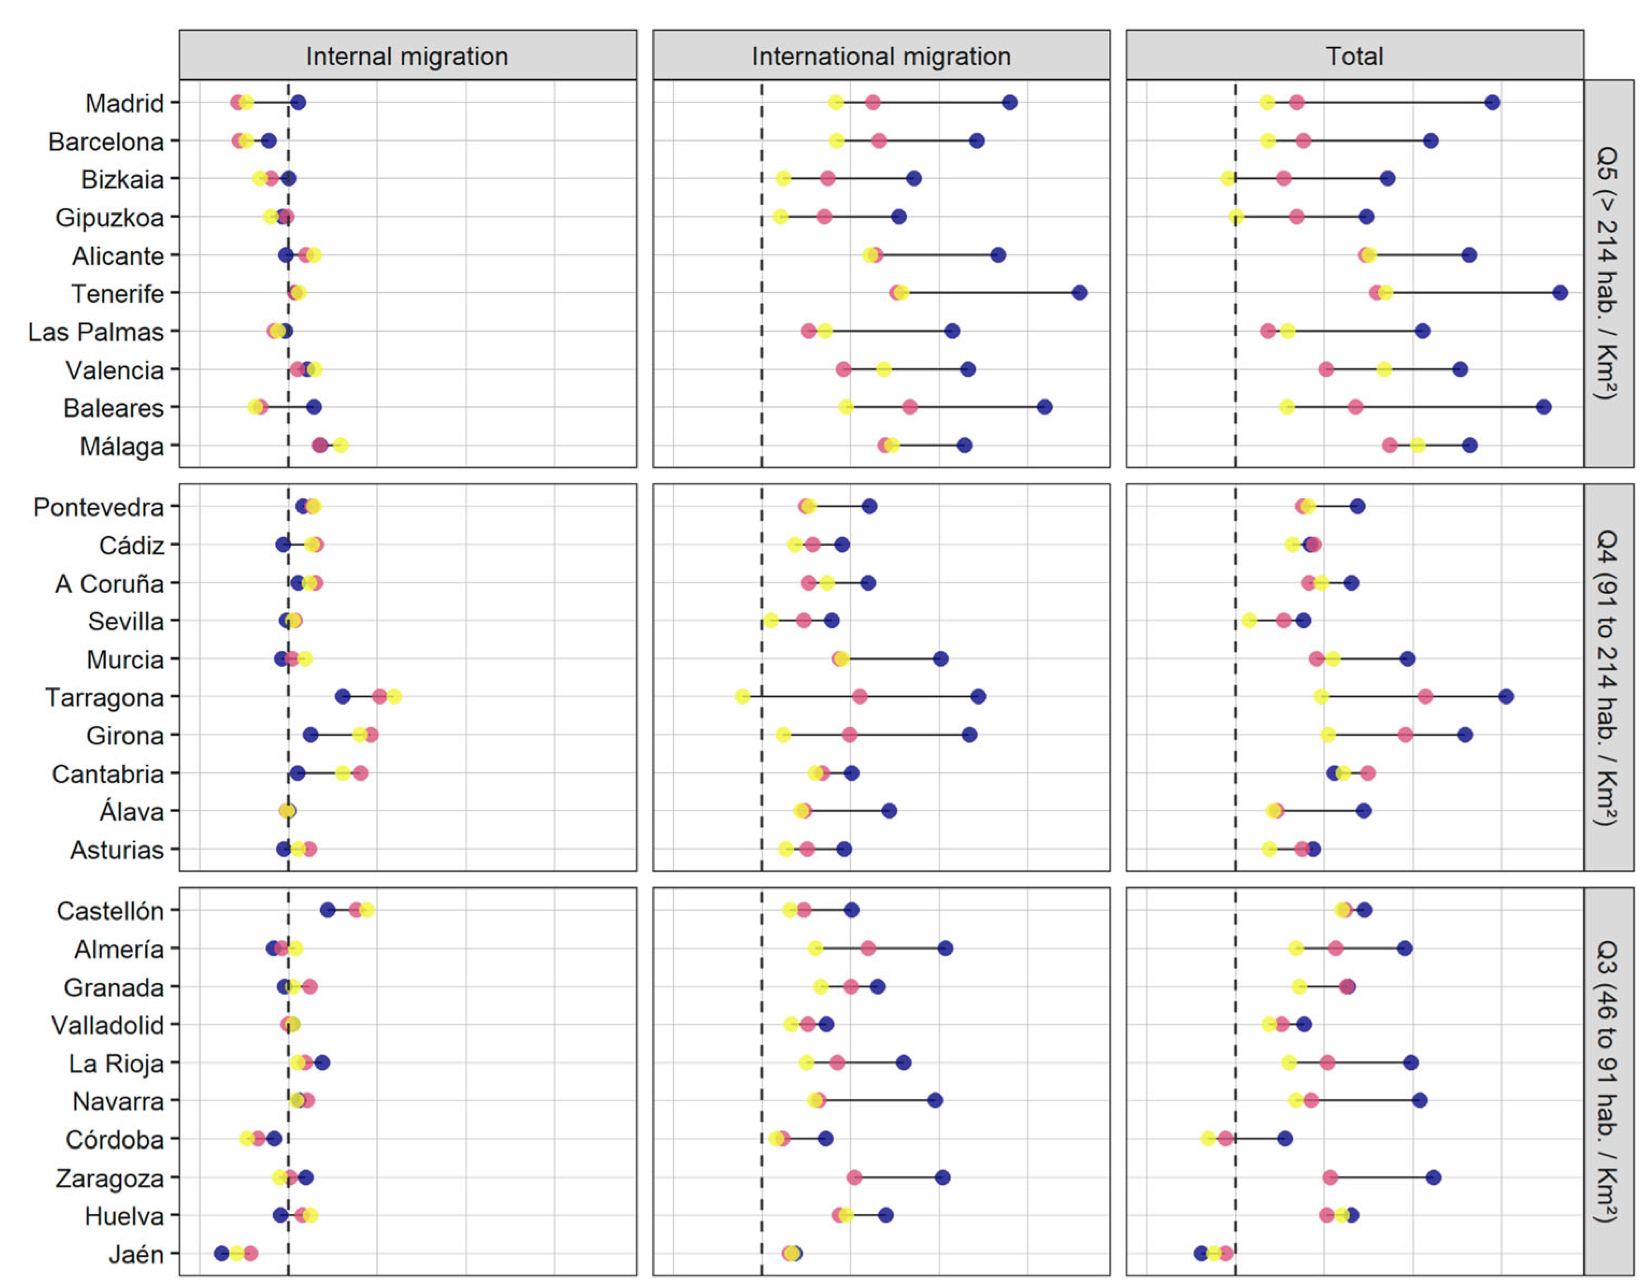 Internal migration
International migration
Total
Madrid
Barcelona
Bizkaia
Gipuzkoa
Alicante
Tenerife
Las Palmas
Valencia
Baleares
Málaga
Q5 (> 214 hab. / Km²)
Pontevedra
Cádiz
A Coruña
Sevilla
Murcia
Tarragona
Girona
Cantabria
Álava
Asturias
Q4 (91 to 214 hab. / Km²)
Castellón
Almería
Granada
Valladolid
La Rioja
Navarra
Córdoba
Zaragoza
Huelva
Jaén
Q3 (46 to 91 hab. / Km²)